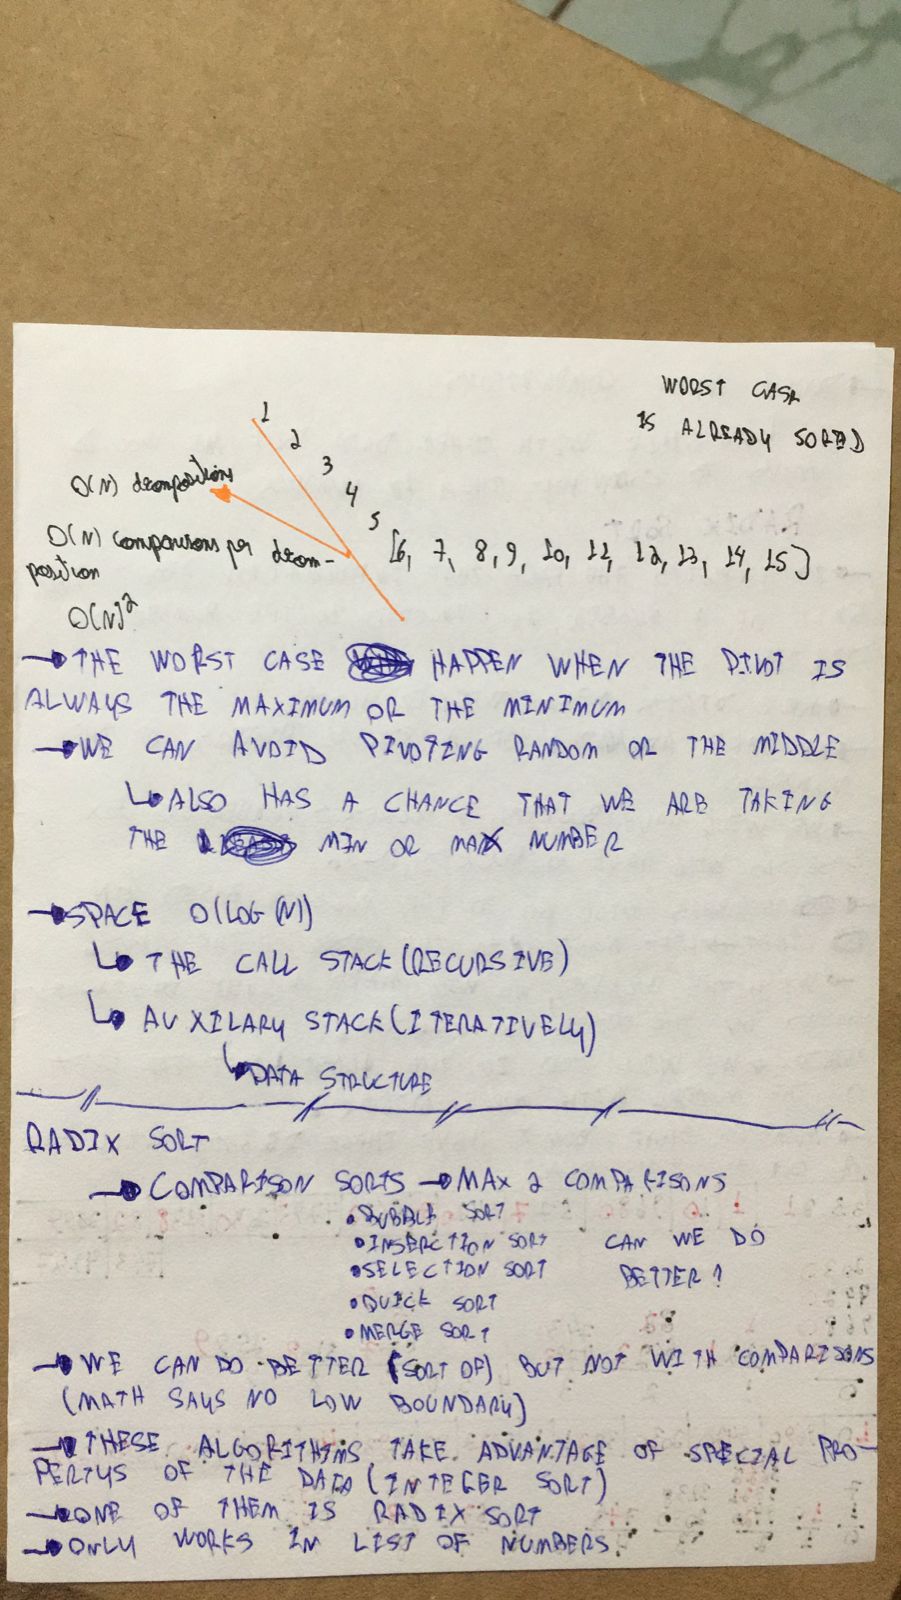 WORST CASE
IS ALREADY SORTED
1
2
3
4
5
[6, 7, 8, 9, 10, 11, 12, 13, 14, 15]
O(N) decompositions
O(N) comparisons per decom-
position
O(N)²
→ THE WORST CASE HAPPEN WHEN THE PIVOT IS
ALWAYS THE MAXIMUM OR THE MINIMUM
→ WE CAN AVOID PIVOTING RANDOM OR THE MIDDLE
↳ ALSO HAS A CHANCE THAT WE ARE TAKING
THE MIN OR MAX NUMBER
→ SPACE O(LOG(N))
↳ THE CALL STACK (RECURSIVE)
↳ AUXILARY STACK (ITERATIVELY)
↳ DATA STRUCTURE
RADIX SORT
→ COMPARISON SORTS → MAX 2 COMPARISONS
• BUBBLE SORT
• INSERCTION SORT CAN WE DO
• SELECTION SORT BETTER?
• QUICK SORT
• MERGE SORT
→ WE CAN DO BETTER (SORT OF) BUT NOT WITH COMPARISONS
(MATH SAYS NO LOW BOUNDARY)
→ THESE ALGORITHMS TAKE ADVANTAGE OF SPECIAL PRO-
PERTYS OF THE DATA (INTEGER SORT)
→ ONE OF THEM IS RADIX SORT
→ ONLY WORKS IN LIST OF NUMBERS